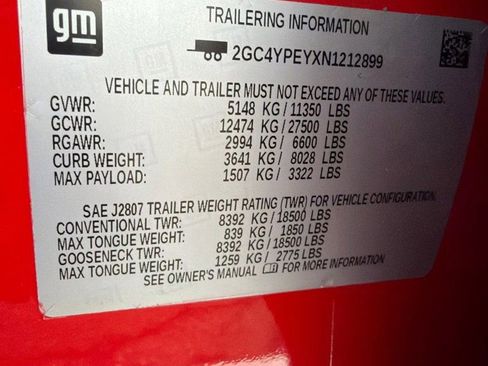 gm
TRAILERING INFORMATION
2GC4YPEYXN1212899
VEHICLE AND TRAILER MUST NOT EXCEED ANY OF THESE VALUES.
GVWR: 5148 KG/11350 LBS
GCWR: 12474 KG/27500 LBS
RGAWR: 2994 KG/ 6600 LBS
CURB WEIGHT: 3641 KG/ 8028 LBS
MAX PAYLOAD: 1507 KG/ 3322 LBS
SAE J2807 TRAILER WEIGHT RATING (TWR) FOR VEHICLE CONFIGURATION.
CONVENTIONAL TWR: 8392 KG/18500 LBS
MAX TONGUE WEIGHT: 839 KG/ 1850 LBS
GOOSENECK TWR: 8392 KG/18500 LBS
MAX TONGUE WEIGHT: 1259 KG/ 2775 LBS
SEE OWNER'S MANUAL FOR MORE INFORMATION